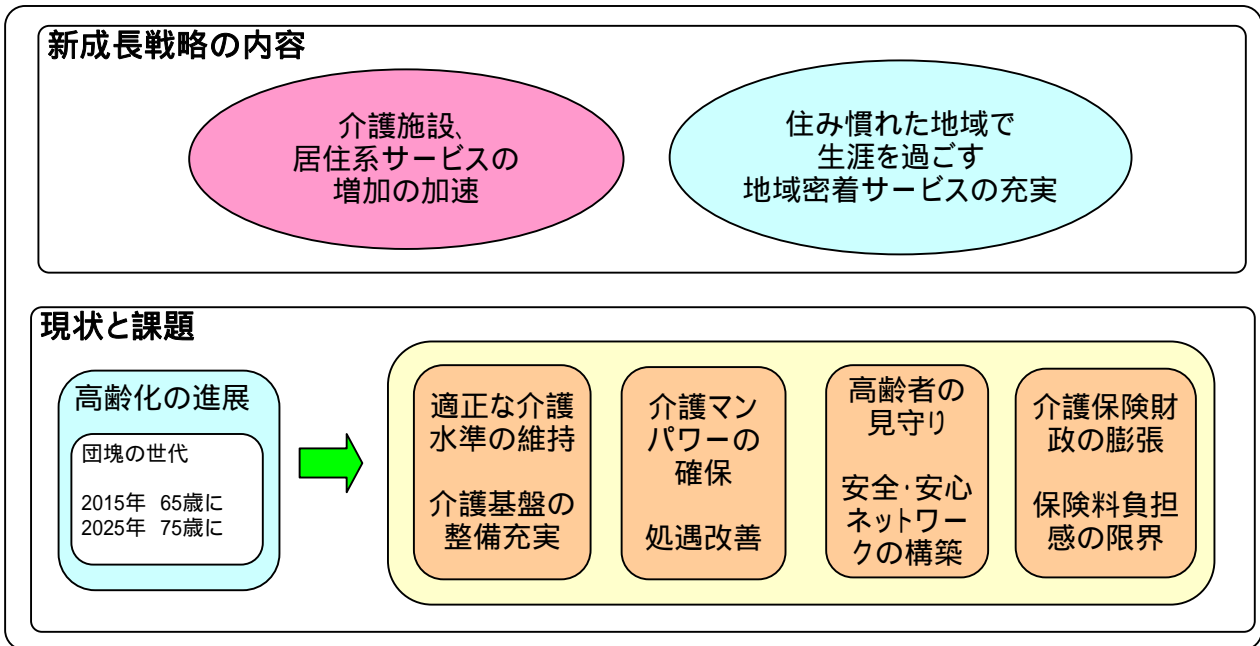 新成長戦略の内容
介護施設、
居住系サービスの
増加の加速
住み慣れた地域で
生涯を過ごす
地域密着サービスの充実
現状と課題
高齢化の進展
団塊の世代
2015年 65歳に
2025年 75歳に
適正な介護
水準の維持
介護基盤の
整備充実
介護マン
パワーの
確保
処遇改善
高齢者の
見守り
安全・安心
ネットワー
クの構築
介護保険財
政の膨張
保険料負担
感の限界